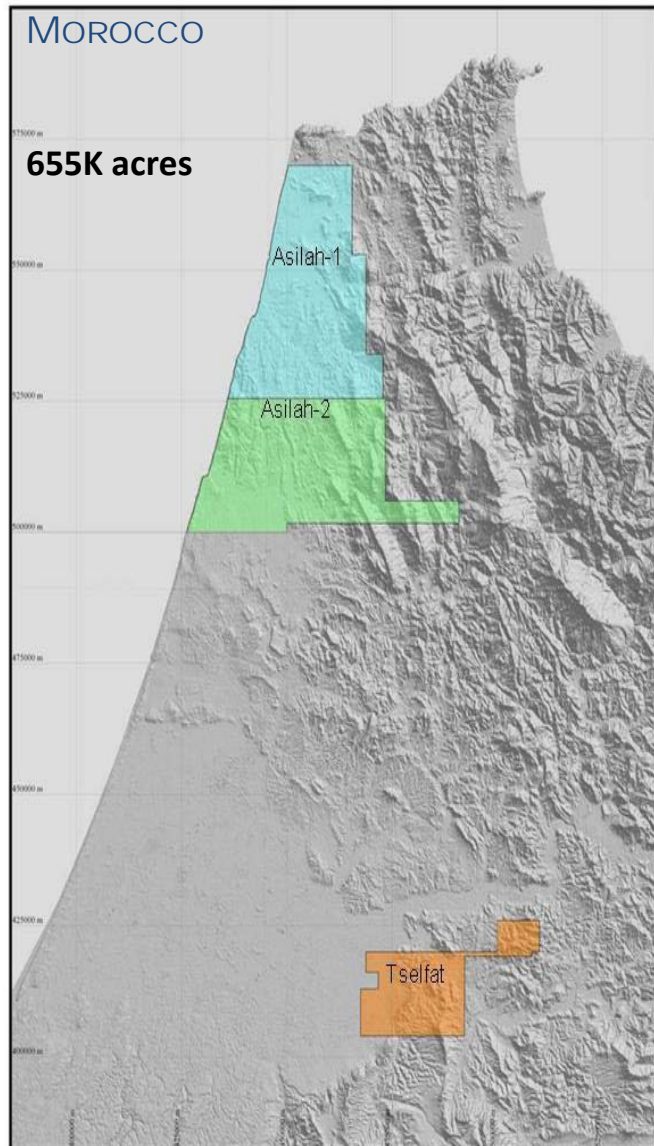 MOROCCO
655K acres
575000 m
Asilah-1
550000 m
525000 m
Asilah-2
500000 m
475000 m
450000 m
425000 m
Tselfat
400000 m